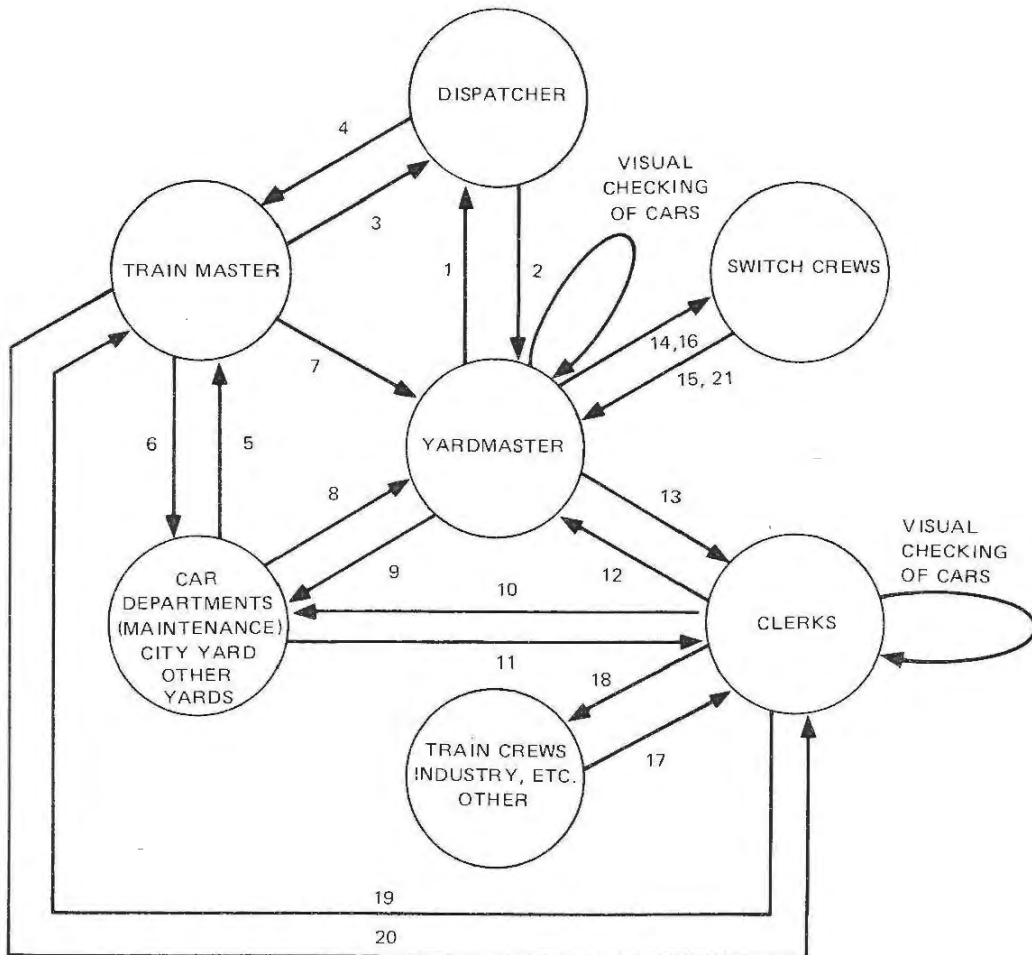 DISPATCHER
4
VISUAL
CHECKING
OF CARS
3
TRAIN MASTER
1
2
SWITCH CREWS
14,16
7
15, 21
6
5
YARDMASTER
8
13
9
12
VISUAL
CHECKING
OF CARS
CAR
DEPARTMENTS
(MAINTENANCE)
CITY YARD
OTHER
YARDS
10
CLERKS
11
18
TRAIN CREWS
INDUSTRY, ETC.
OTHER
17
19
20